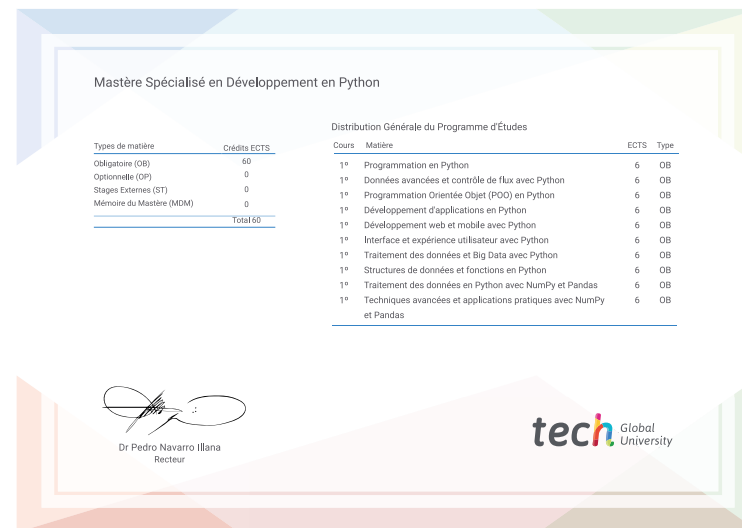 Mastère Spécialisé en Développement en Python
Types de matière Crédits ECTS
Obligatoire (OB) 60
Optionnelle (OP) 0
Stages Externes (ST) 0
Mémoire du Mastère (MDM) 0
Total 60
Distribution Générale du Programme d'Études
Cours Matière ECTS Type
1º Programmation en Python 6 OB
1º Données avancées et contrôle de flux avec Python 6 OB
1º Programmation Orientée Objet (POO) en Python 6 OB
1º Développement d'applications en Python 6 OB
1º Développement web et mobile avec Python 6 OB
1º Interface et expérience utilisateur avec Python 6 OB
1º Traitement des données et Big Data avec Python 6 OB
1º Structures de données et fonctions en Python 6 OB
1º Traitement des données en Python avec NumPy et Pandas 6 OB
1º Techniques avancées et applications pratiques avec NumPy 6 OB
et Pandas
Dr Pedro Navarro Illana
Recteur
tech Global
University